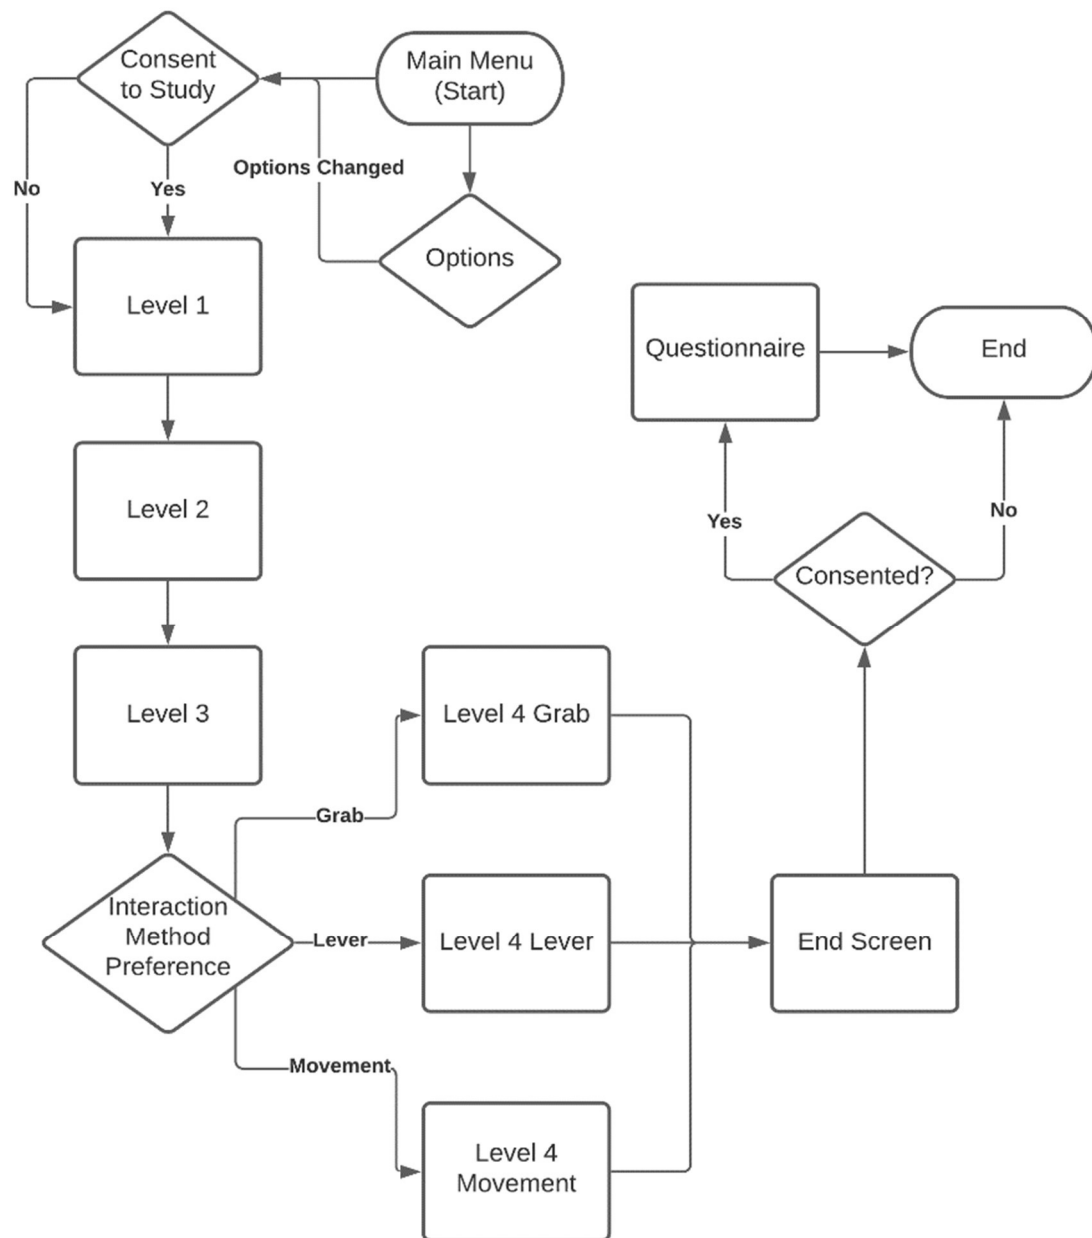 Consent
to Study
Main Menu
(Start)
Options Changed
No
Yes
Options
Level 1
Questionnaire
End
Level 2
Yes
No
Consented?
Level 3
Level 4 Grab
Grab
Interaction
Method
Preference
Lever
Level 4 Lever
End Screen
Movement
Level 4
Movement